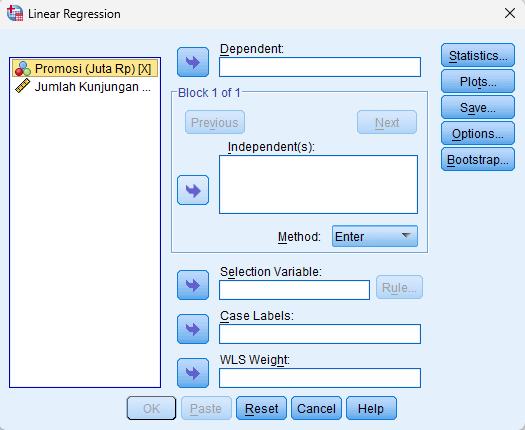 Linear Regression
Promosi (Juta Rp) [X]
Jumlah Kunjungan ...
Dependent:
Block 1 of 1
Previous
Next
Independent(s):
Method: Enter
Selection Variable:
Rule...
Case Labels:
WLS Weight:
Statistics...
Plots...
Save...
Options...
Bootstrap...
OK Paste Reset Cancel Help